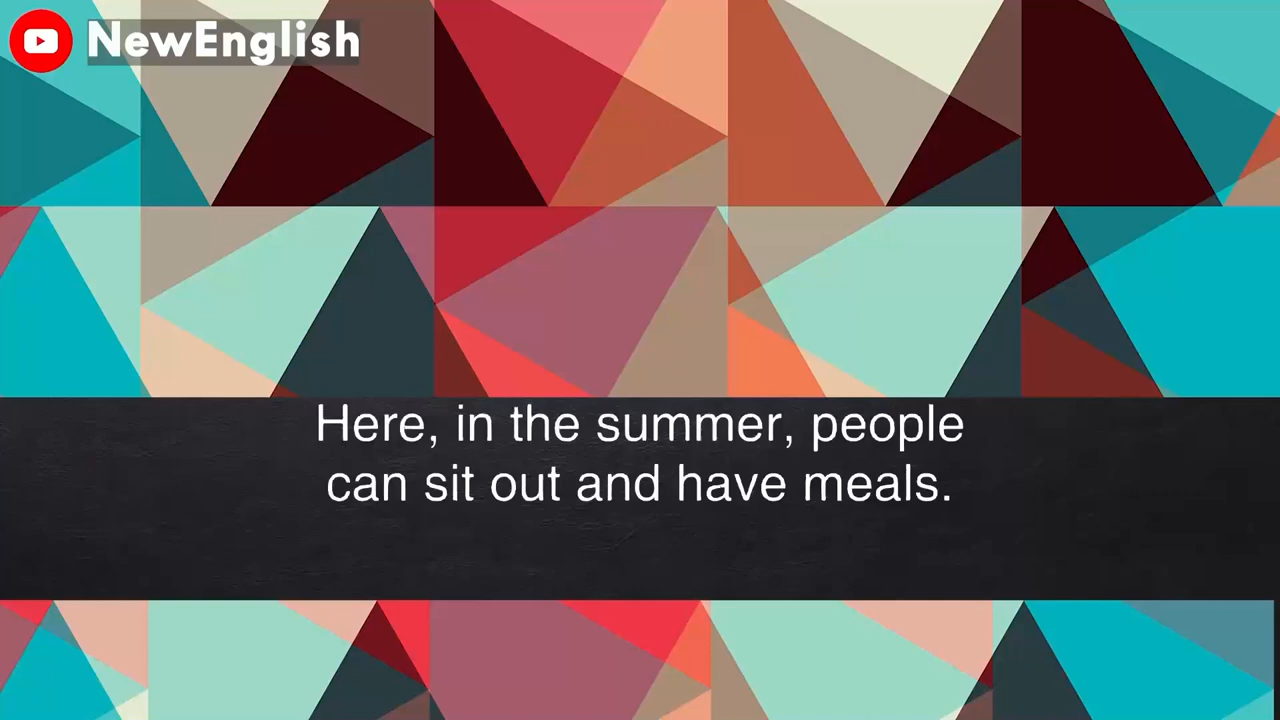 NewEnglish
Here, in the summer, people
can sit out and have meals.